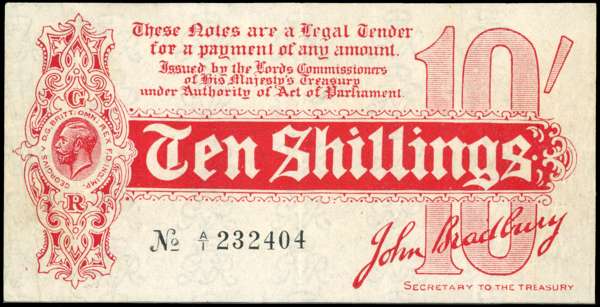 These Notes are a Legal Tender
for a payment of any amount.
Issued by the Lords Commissioners
of His Majesty's Treasury
under Authority of Act of Parliament.
10/
G
GEORGIVS V D.G. BRITT: OMN: REX F.D. IND: IMP:
R
Ten Shillings
No A/1 232404
John Bradbury
10
SECRETARY TO THE TREASURY